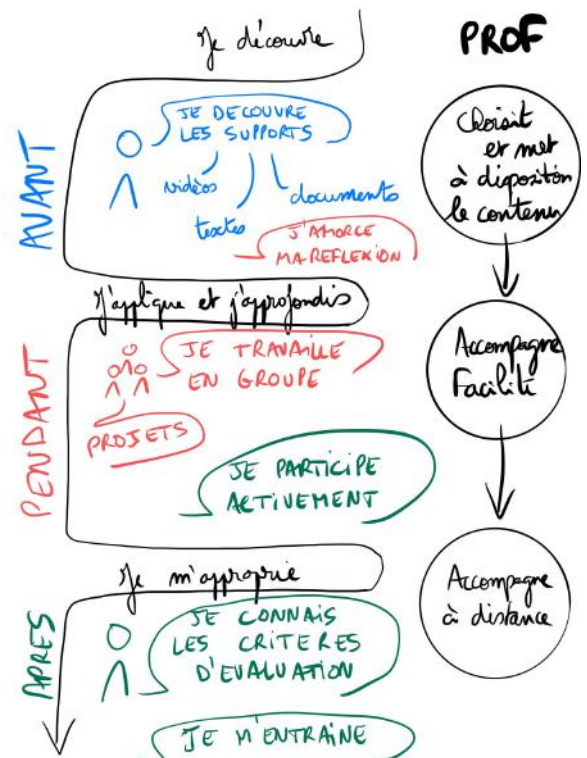 Je découvre
PROF
AVANT
JE DECOUVRE
LES SUPPORTS
vidéos
textes
documents
J'AMORCE
MA REFLEXION
Choisit
et met
à disposition
le contenu
J'applique et j'approfondis
PENDANT
JE TRAVAILLE
EN GROUPE
PROJETS
JE PARTICIPE
ACTIVEMENT
Accompagne
Facilite
Je m'approprie
APRES
JE CONNAIS
LES CRITERES
D'EVALUATION
JE M'ENTRAINE
Accompagne
à distance